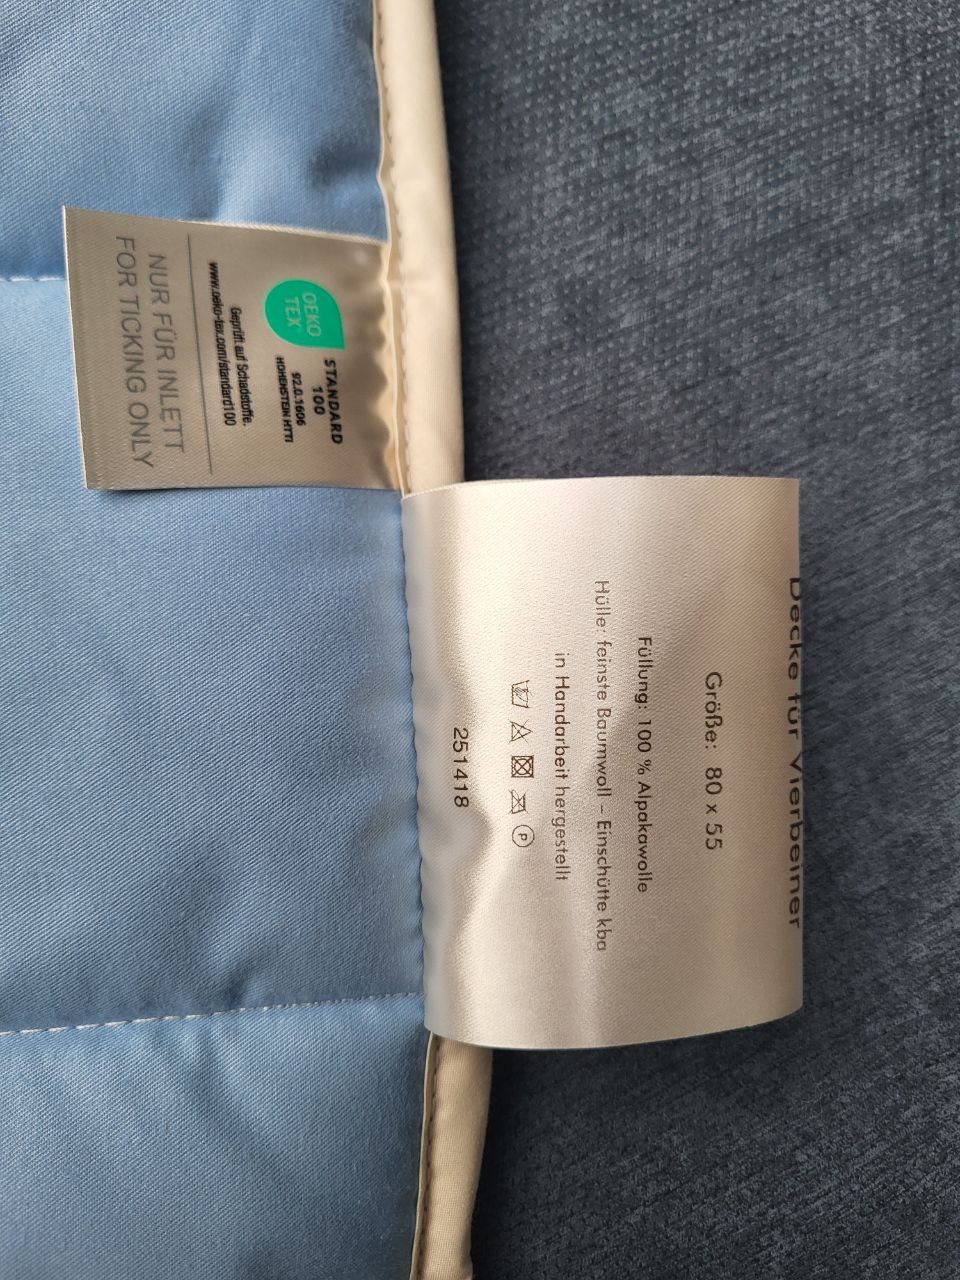 OEKO
TEX®
STANDARD
100
92.0.1606
HOHENSTEIN HTTI
Geprüft auf Schadstoffe.
www.oeko-tex.com/standard100
NUR FÜR INLETT
FOR TICKING ONLY
Decke für Vierbeiner
Größe: 80 x 55
Füllung: 100 % Alpakawolle
Hülle: feinste Baumwoll - Einschütte kba
in Handarbeit hergestellt
P
251418